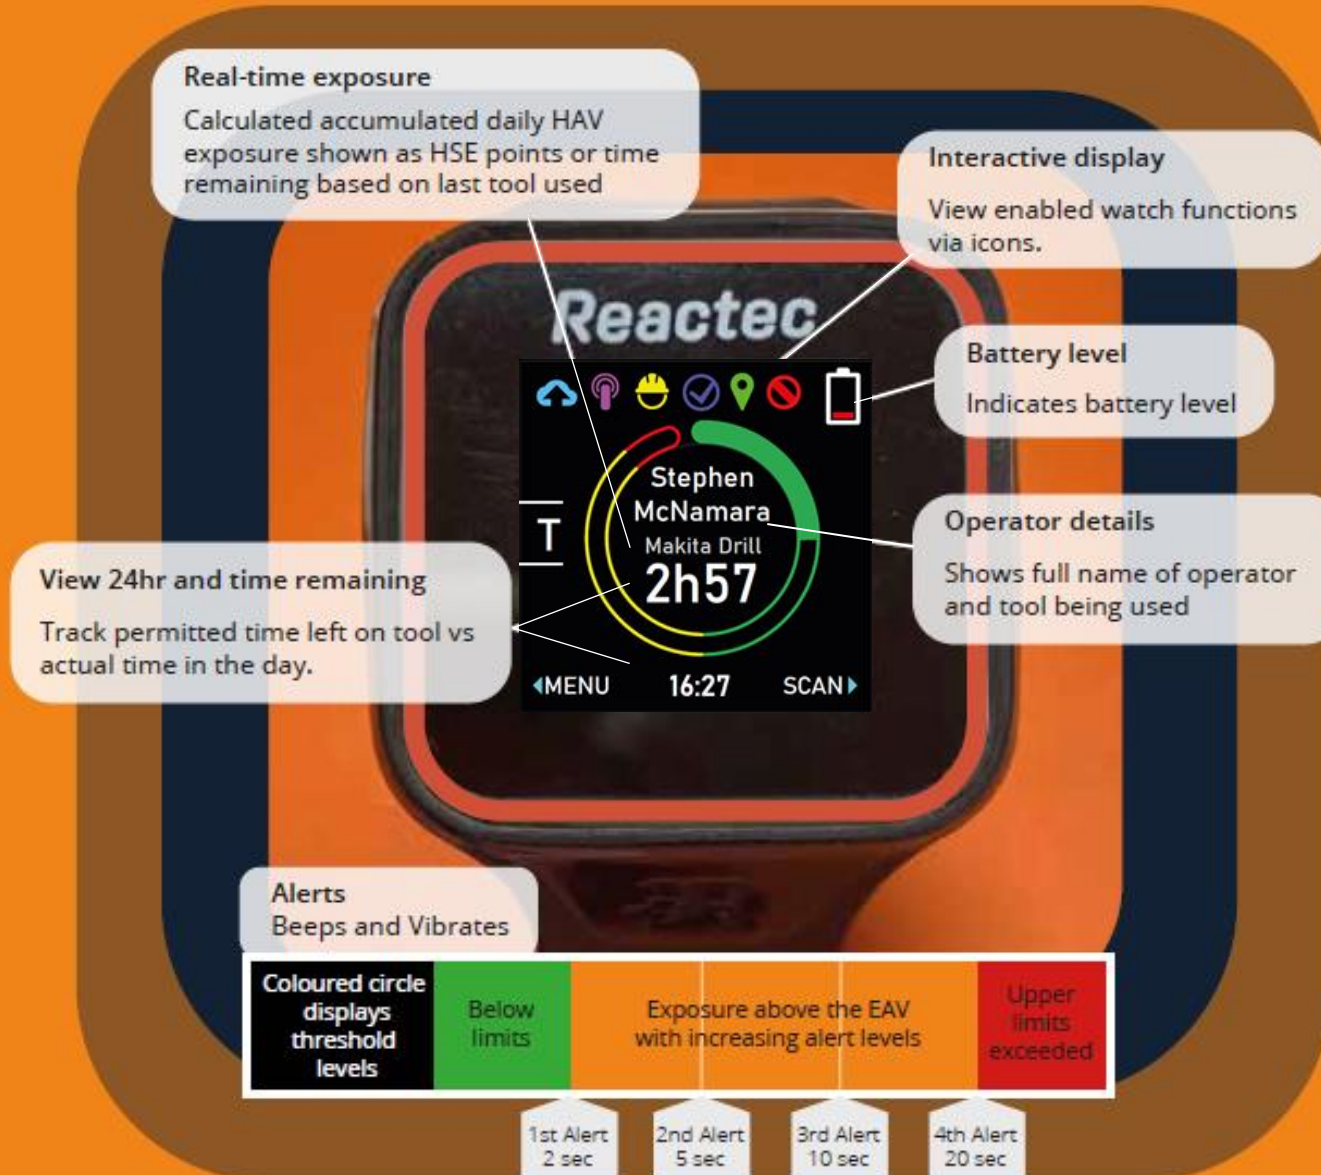 Real-time exposure
Calculated accumulated daily HAV
exposure shown as HSE points or time
remaining based on last tool used
Interactive display
View enabled watch functions
via icons.
Reactec
Battery level
Indicates battery level
Stephen
McNamara
Makita Drill
2h57
T
Operator details
Shows full name of operator
and tool being used
View 24hr and time remaining
Track permitted time left on tool vs
actual time in the day.
MENU 16:27 SCAN
Alerts
Beeps and Vibrates
Coloured circle
displays
threshold
levels
Below
limits
Exposure above the EAV
with increasing alert levels
Upper
limits
exceeded
1st Alert
2 sec
2nd Alert
5 sec
3rd Alert
10 sec
4th Alert
20 sec